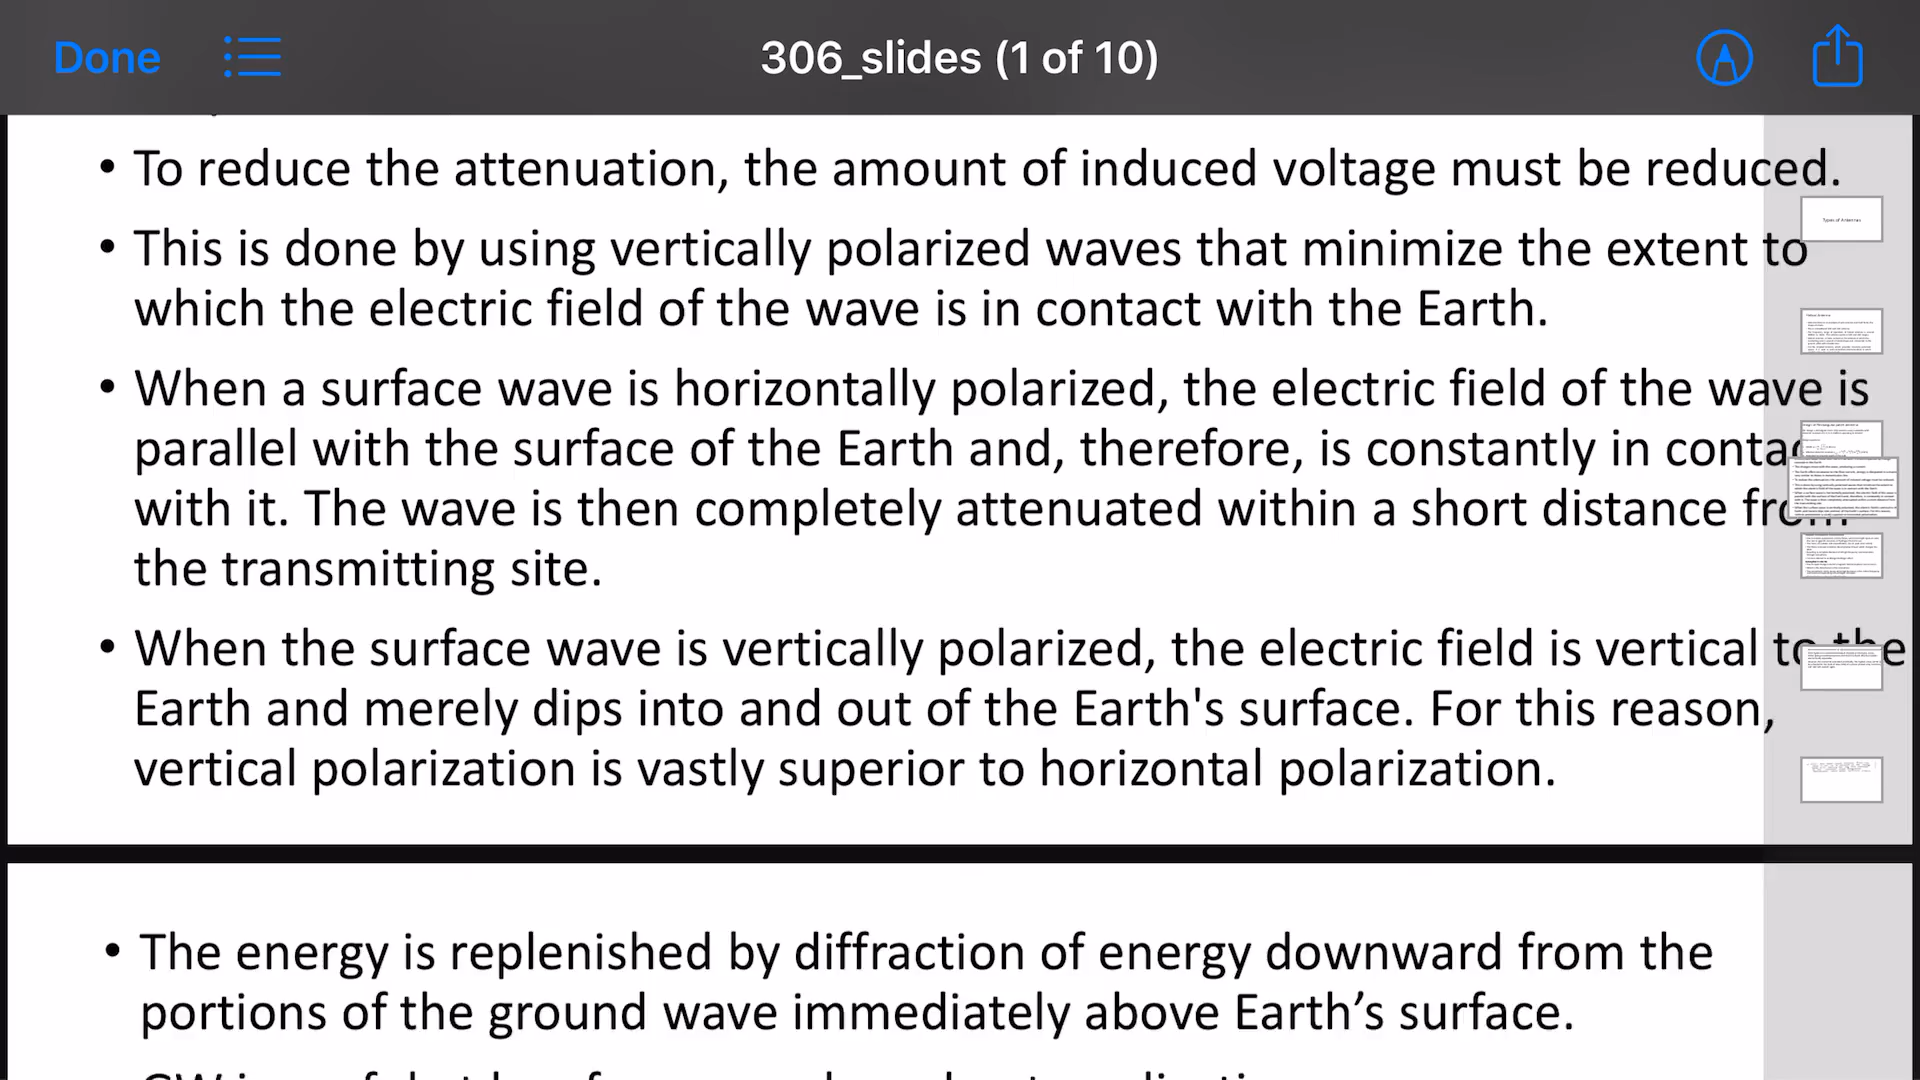 Done
306_slides (1 of 10)
• To reduce the attenuation, the amount of induced voltage must be reduced.
• This is done by using vertically polarized waves that minimize the extent to
which the electric field of the wave is in contact with the Earth.
• When a surface wave is horizontally polarized, the electric field of the wave is
parallel with the surface of the Earth and, therefore, is constantly in
with it. The wave is then completely attenuated within a short distance
the transmitting site.
• When the surface wave is vertically polarized, the electric field is vertical to the
Earth and merely dips into and out of the Earth's surface. For this reason,
vertical polarization is vastly superior to horizontal polarization.
• The energy is replenished by diffraction of energy downward from the
portions of the ground wave immediately above Earth’s surface.
Types of Antennas